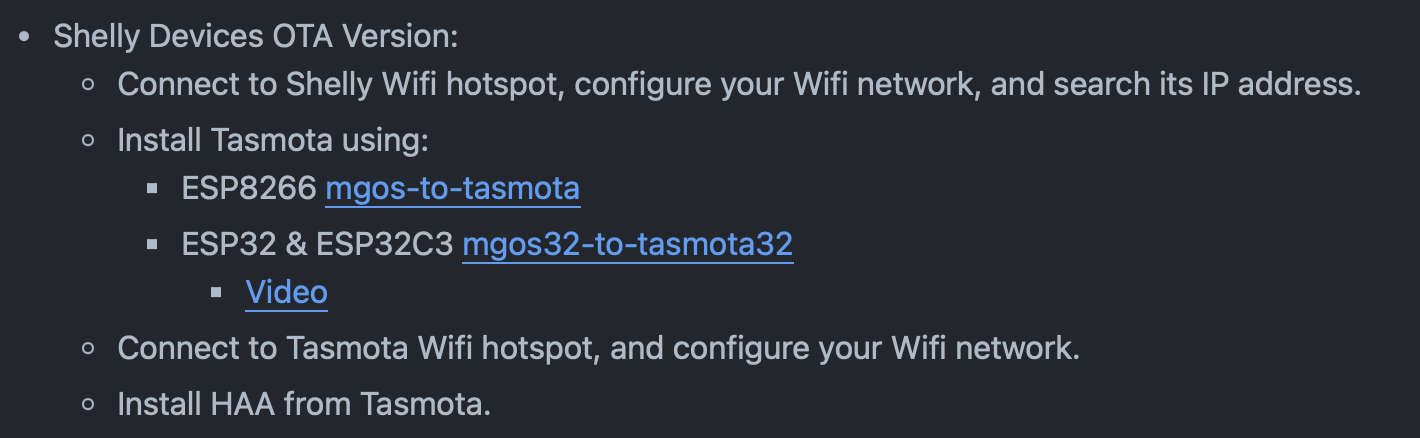 Shelly Devices OTA Version:
Connect to Shelly Wifi hotspot, configure your Wifi network, and search its IP address.
Install Tasmota using:
ESP8266 mgos-to-tasmota
ESP32 & ESP32C3 mgos32-to-tasmota32
Video
Connect to Tasmota Wifi hotspot, and configure your Wifi network.
Install HAA from Tasmota.